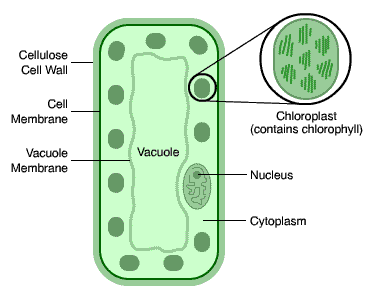 Cellulose
Cell Wall
Cell
Membrane
Vacuole
Membrane
Vacuole
Chloroplast
(contains chlorophyll)
Nucleus
Cytoplasm